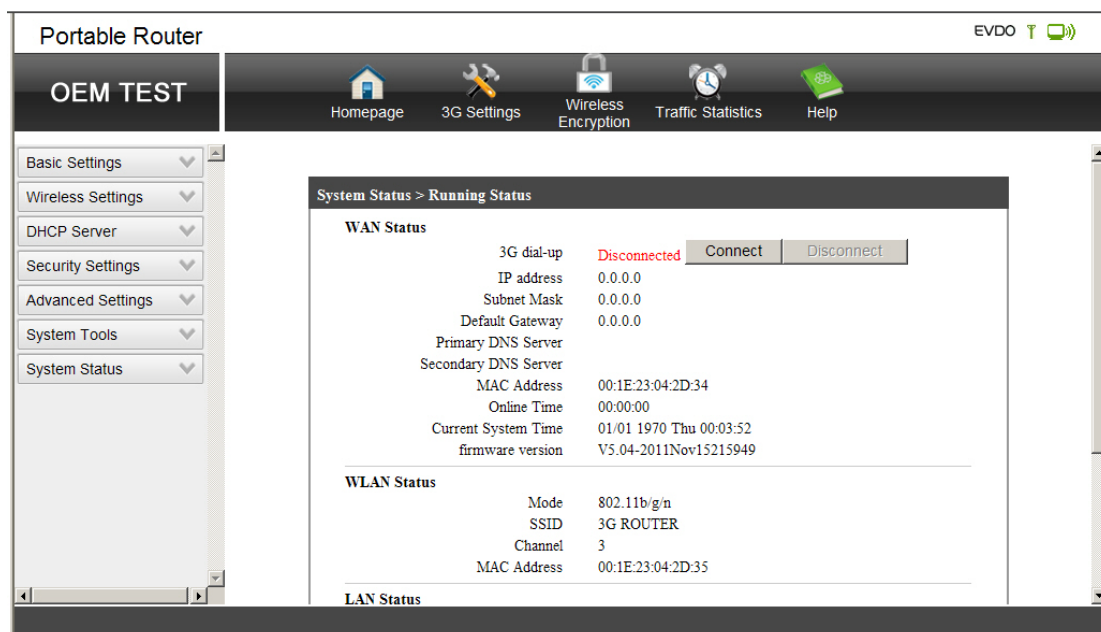 Portable Router
EVDO
OEM TEST
Homepage
3G Settings
Wireless
Encryption
Traffic Statistics
Help
Basic Settings
Wireless Settings
DHCP Server
Security Settings
Advanced Settings
System Tools
System Status
System Status > Running Status
WAN Status
3G dial-up Disconnected Connect Disconnect
IP address 0.0.0.0
Subnet Mask 0.0.0.0
Default Gateway 0.0.0.0
Primary DNS Server
Secondary DNS Server
MAC Address 00:1E:23:04:2D:34
Online Time 00:00:00
Current System Time 01/01 1970 Thu 00:03:52
firmware version V5.04-2011Nov15215949
WLAN Status
Mode 802.11b/g/n
SSID 3G ROUTER
Channel 3
MAC Address 00:1E:23:04:2D:35
LAN Status